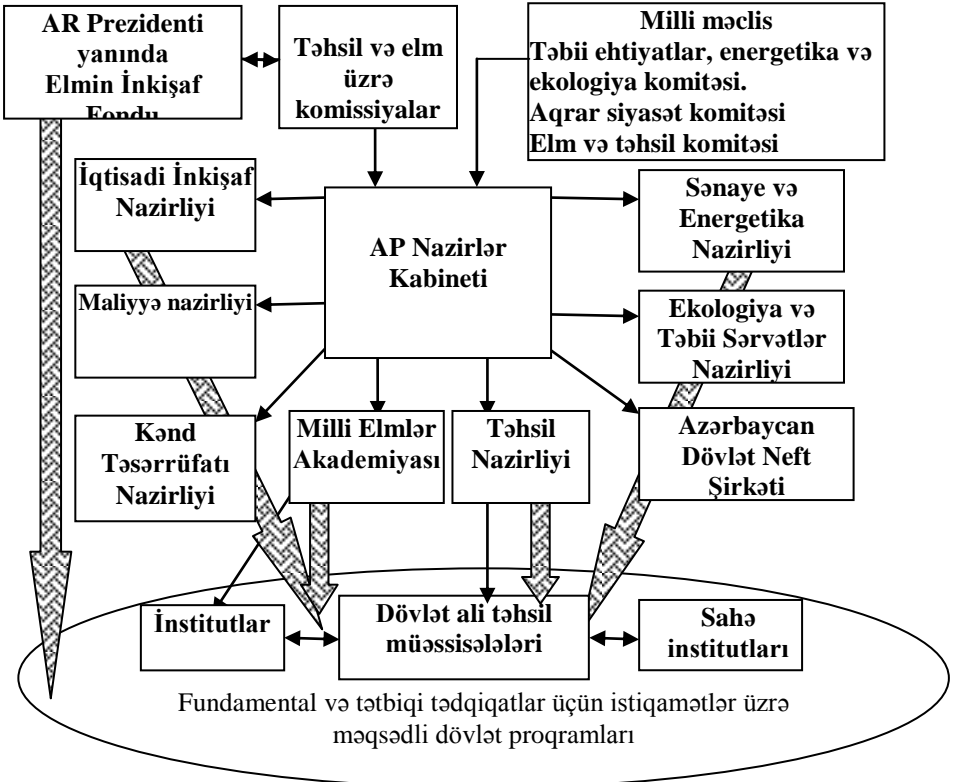 AR Prezidenti
yanında
Elmin İnkişaf
Fondu
Təhsil və elm
üzrə
komissiyalar
Milli məclis
Təbii ehtiyatlar, energetika və
ekologiya komitəsi.
Aqrar siyasət komitəsi
Elm və təhsil komitəsi
İqtisadi İnkişaf
Nazirliyi
AP Nazirlər
Kabineti
Sənaye və
Energetika
Nazirliyi
Maliyyə nazirliyi
Ekologiya və
Təbii Sərvətlər
Nazirliyi
Kənd
Təsərrüfatı
Nazirliyi
Milli Elmlər
Akademiyası
Təhsil
Nazirliyi
Azərbaycan
Dövlət Neft
Şirkəti
İnstitutlar
Dövlət ali təhsil
müəssisələləri
Sahə
institutları
Fundamental və tətbiqi tədqiqatlar üçün istiqamətlər üzrə
məqsədli dövlət proqramları